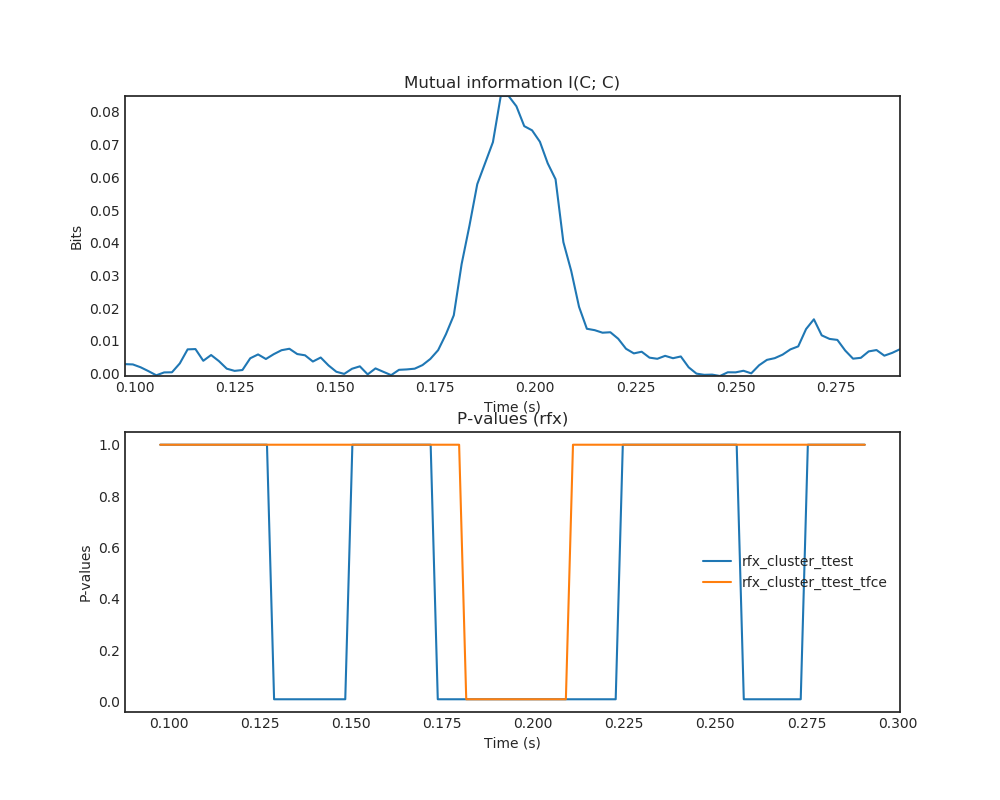 Mutual information I(C; C)
0.08
0.07
0.06
0.05
0.04
0.03
0.02
0.01
0.00
Bits
0.100 0.125 0.150 0.175 0.200 0.225 0.250 0.275
Time (s)
P-values (rfx)
1.0
0.8
0.6
0.4
0.2
0.0
P-values
rfx_cluster_ttest
rfx_cluster_ttest_tfce
0.100 0.125 0.150 0.175 0.200 0.225 0.250 0.275 0.300
Time (s)